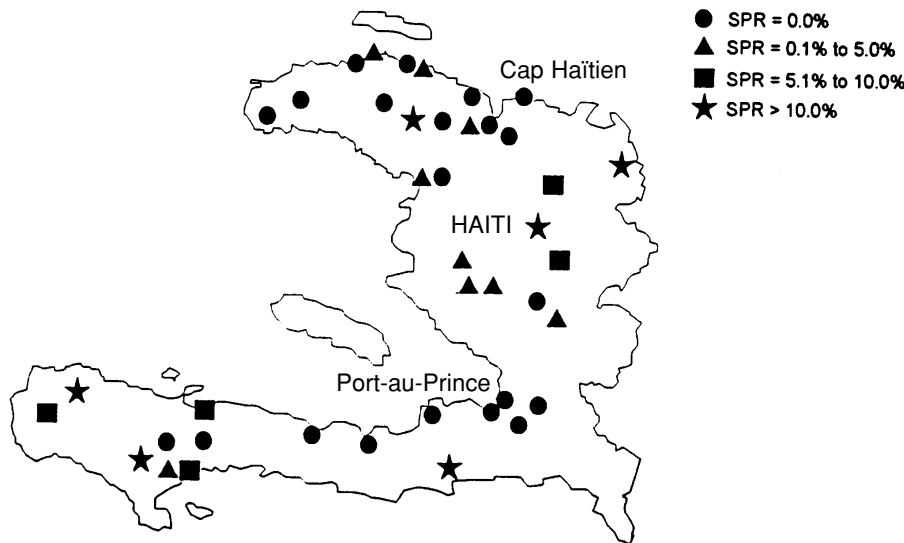 SPR = 0.0%
SPR = 0.1% to 5.0%
SPR = 5.1% to 10.0%
SPR > 10.0%
Cap Haïtien
HAITI
Port-au-Prince